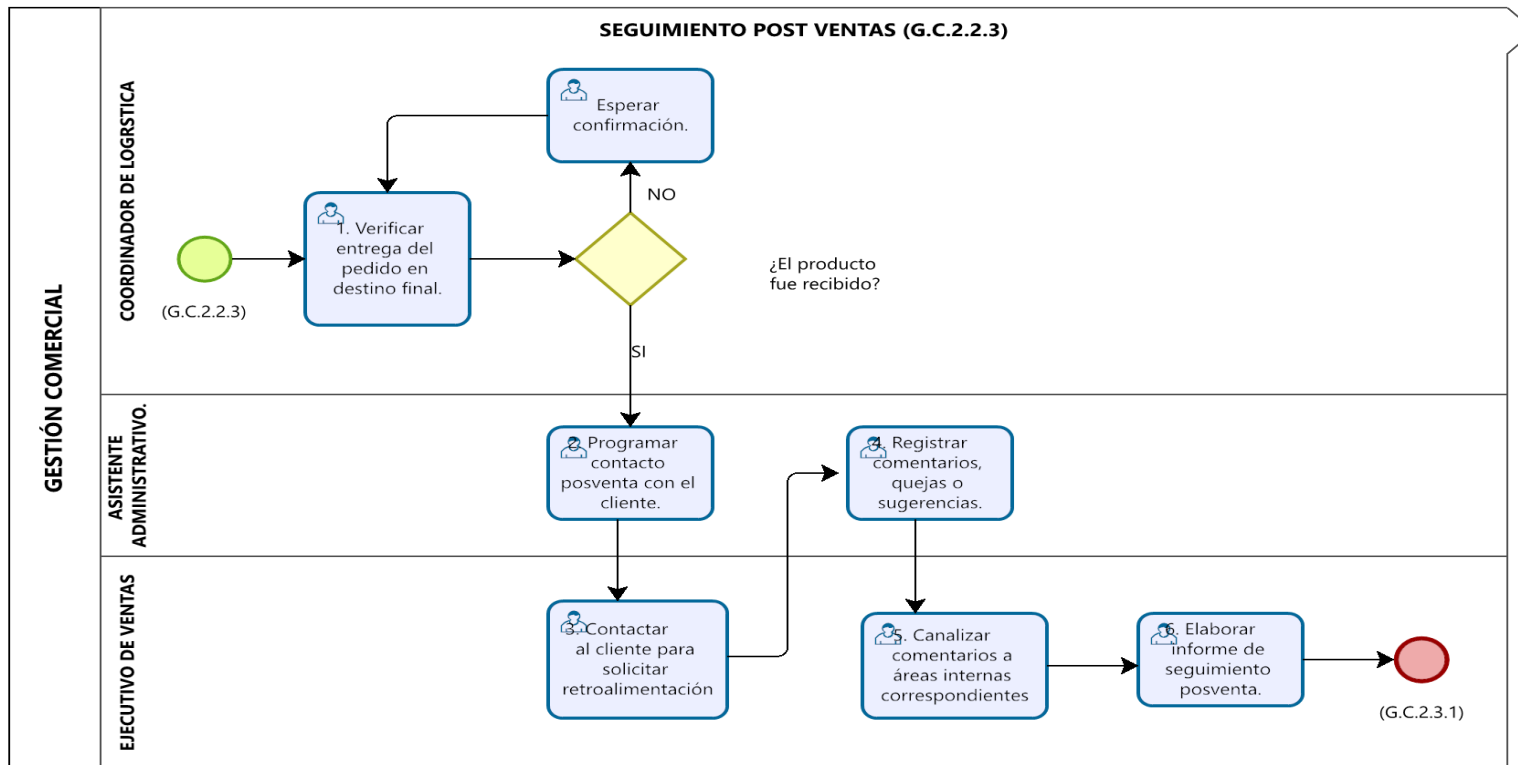 SEGUIMIENTO POST VENTAS (G.C.2.2.3)
GESTIÓN COMERCIAL
COORDINADOR DE LOGRSTICA
Esperar
confirmación.
NO
1. Verificar
entrega del
pedido en
destino final.
¿El producto
fue recibido?
(G.C.2.2.3)
SI
ASISTENTE
ADMINISTRATIVO.
2. Programar
contacto
posventa con el
cliente.
4. Registrar
comentarios,
quejas o
sugerencias.
EJECUTIVO DE VENTAS
3. Contactar
al cliente para
solicitar
retroalimentación
5. Canalizar
comentarios a
áreas internas
correspondientes
6. Elaborar
informe de
seguimiento
posventa.
(G.C.2.3.1)